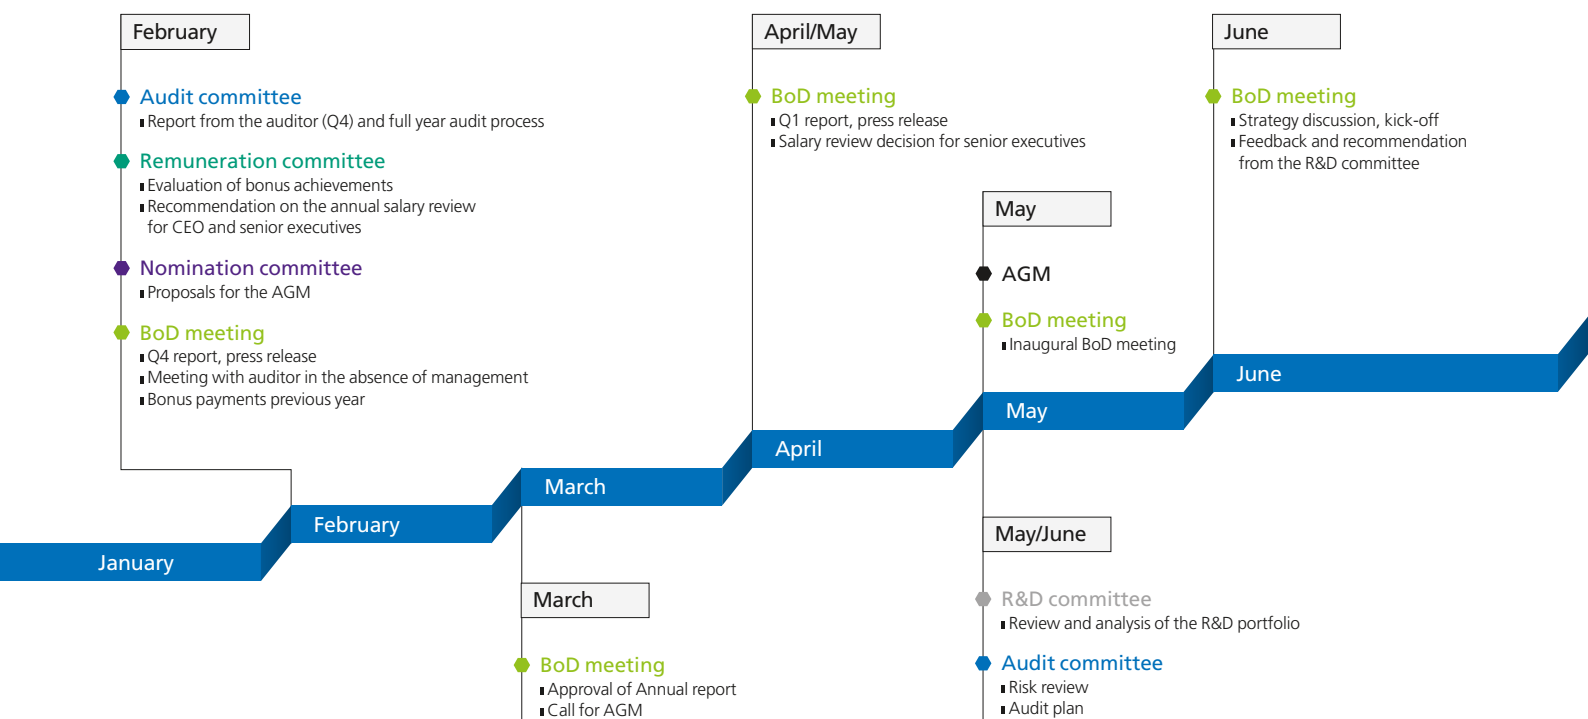 February
Audit committee
Report from the auditor (Q4) and full year audit process
Remuneration committee
Evaluation of bonus achievements
Recommendation on the annual salary review
for CEO and senior executives
Nomination committee
Proposals for the AGM
BoD meeting
Q4 report, press release
Meeting with auditor in the absence of management
Bonus payments previous year
April/May
BoD meeting
Q1 report, press release
Salary review decision for senior executives
June
BoD meeting
Strategy discussion, kick-off
Feedback and recommendation
from the R&D committee
May
AGM
BoD meeting
Inaugural BoD meeting
January
February
March
April
May
June
March
BoD meeting
Approval of Annual report
Call for AGM
May/June
R&D committee
Review and analysis of the R&D portfolio
Audit committee
Risk review
Audit plan